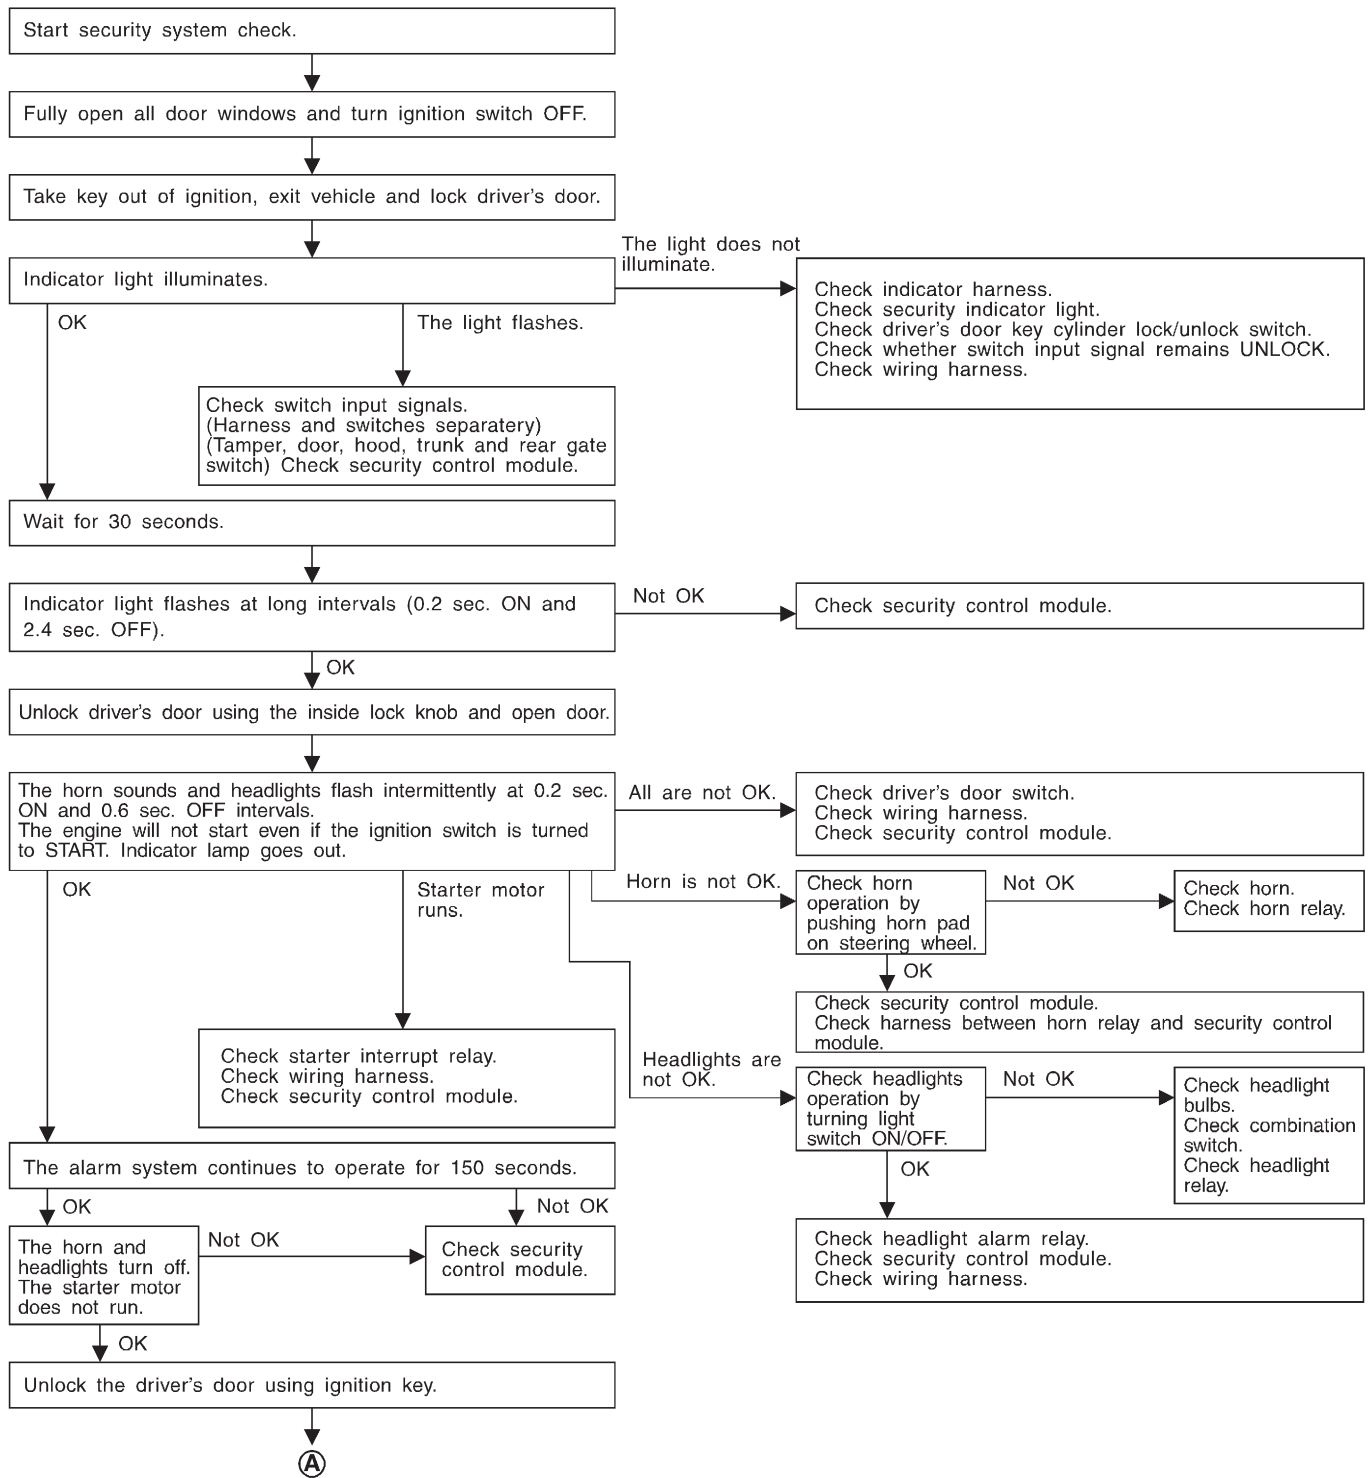 Start security system check.
Fully open all door windows and turn ignition switch OFF.
Take key out of ignition, exit vehicle and lock driver's door.
Indicator light illuminates.
The light does not
illuminate.
Check indicator harness.
Check security indicator light.
Check driver's door key cylinder lock/unlock switch.
Check whether switch input signal remains UNLOCK.
Check wiring harness.
OK
The light flashes.
Check switch input signals.
(Harness and switches separatery)
(Tamper, door, hood, trunk and rear gate
switch) Check security control module.
Wait for 30 seconds.
Indicator light flashes at long intervals (0.2 sec. ON and
2.4 sec. OFF).
Not OK
Check security control module.
OK
Unlock driver's door using the inside lock knob and open door.
The horn sounds and headlights flash intermittently at 0.2 sec.
ON and 0.6 sec. OFF intervals.
The engine will not start even if the ignition switch is turned
to START. Indicator lamp goes out.
All are not OK.
Check driver's door switch.
Check wiring harness.
Check security control module.
OK
Starter motor
runs.
Horn is not OK.
Check horn
operation by
pushing horn pad
on steering wheel.
Not OK
Check horn.
Check horn relay.
OK
Check security control module.
Check harness between horn relay and security control
module.
Check starter interrupt relay.
Check wiring harness.
Check security control module.
Headlights are
not OK.
Check headlights
operation by
turning light
switch ON/OFF.
Not OK
Check headlight
bulbs.
Check combination
switch.
Check headlight
relay.
OK
Check headlight alarm relay.
Check security control module.
Check wiring harness.
The alarm system continues to operate for 150 seconds.
OK
Not OK
The horn and
headlights turn off.
The starter motor
does not run.
Not OK
Check security
control module.
OK
Unlock the driver's door using ignition key.
A